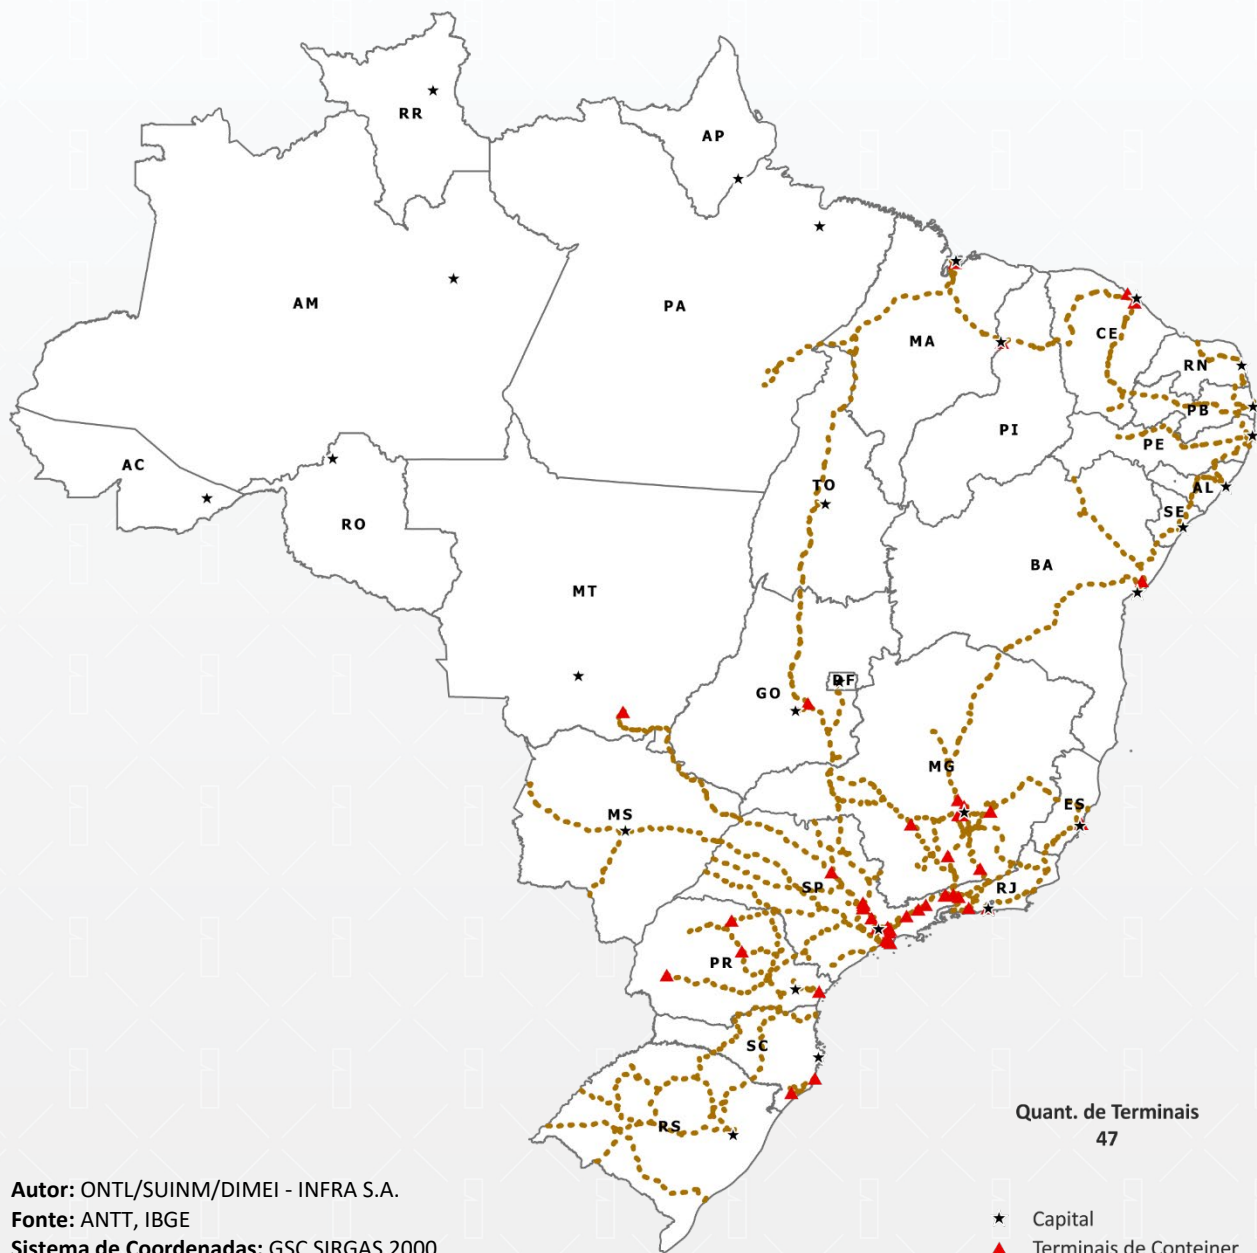 RR
AP
AM
PA
MA
CE
RN
PB
PI
PE
AC
TO
AL
SE
RO
BA
MT
DF
GO
MG
MS
ES
SP
RJ
PR
SC
RS
Quant. de Terminais
47
Autor: ONTL/SUINM/DIMEI - INFRA S.A.
Fonte: ANTT, IBGE
Sistema de Coordenadas: GSC SIRGAS 2000
Capital
Terminais de Conteiner